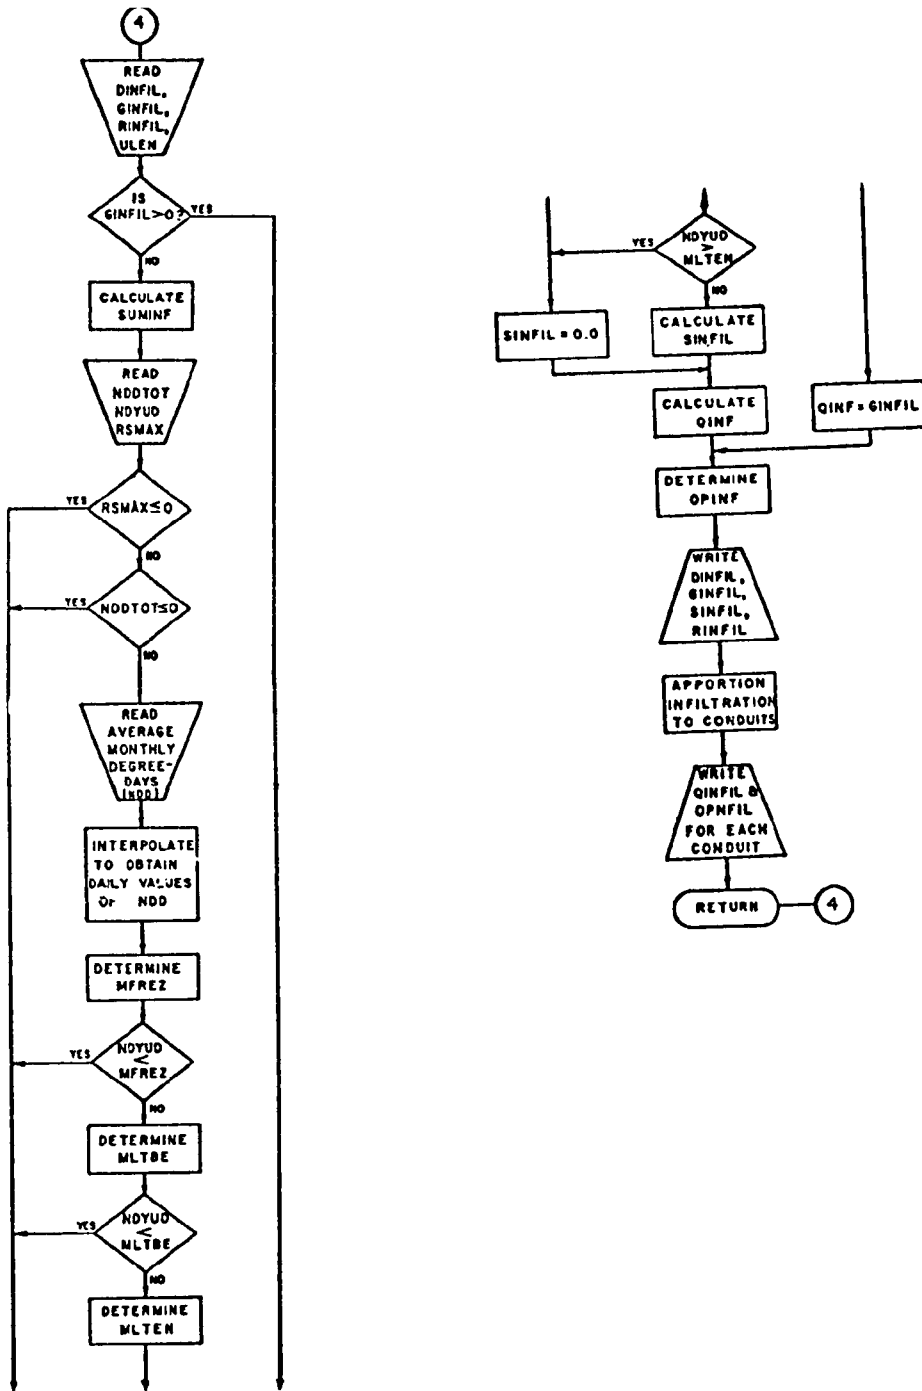 4
READ
DINFIL,
GINFIL,
RINFIL,
ULEN
IS
GINFIL>0?
YES
NO
CALCULATE
SUMINF
READ
NDDTOT
NDYUD
RSMAX
YES
RSMAX≤0
NO
YES
NDDTOT≤0
NO
READ
AVERAGE
MONTHLY
DEGREE-
DAYS
(NDD)
INTERPOLATE
TO OBTAIN
DAILY VALUES
OF NDD
DETERMINE
MFREZ
YES
NDYUD
<
MFREZ
NO
DETERMINE
MLTBE
YES
NDYUD
<
MLTBE
NO
DETERMINE
MLTEN
YES
NDYUD
>
MLTEN
NO
SINFIL = 0.0
CALCULATE
SINFIL
CALCULATE
QINF
QINF = GINFIL
DETERMINE
OPINF
WRITE
DINFIL,
GINFIL,
SINFIL,
RINFIL
APPORTION
INFILTRATION
TO CONDUITS
WRITE
QINFIL &
OPNFIL
FOR EACH
CONDUIT
RETURN
4